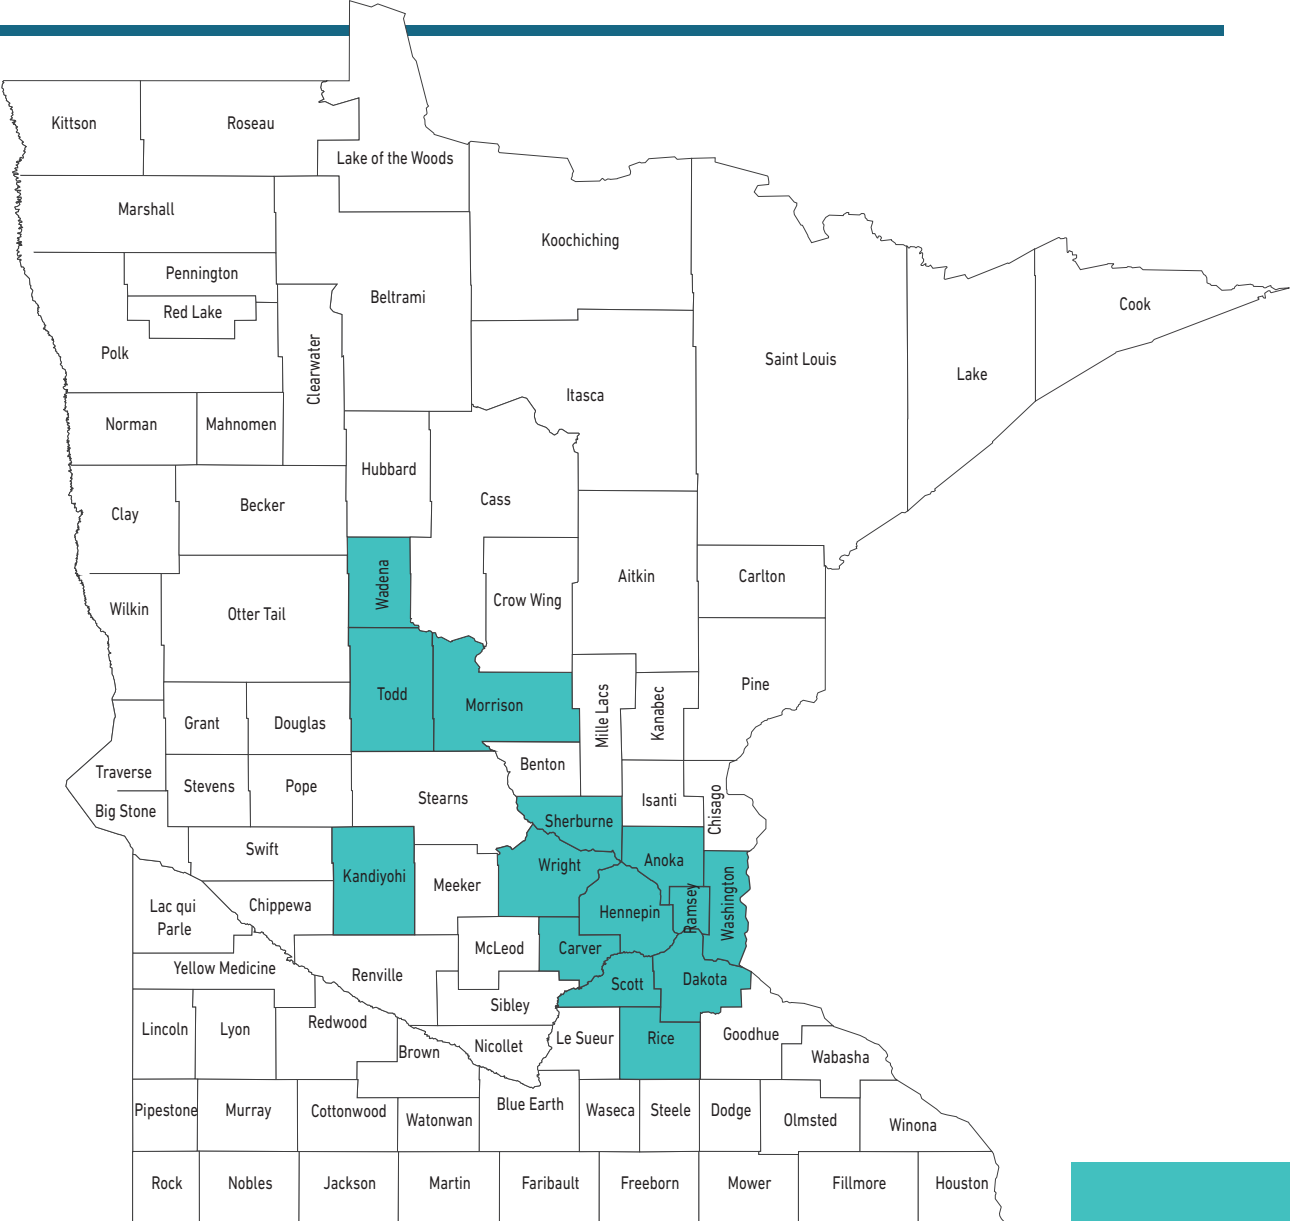 Kittson
Roseau
Lake of the Woods
Marshall
Koochiching
Pennington
Beltrami
Red Lake
Cook
Polk
Clearwater
Saint Louis
Lake
Itasca
Norman
Mahnomen
Hubbard
Cass
Becker
Clay
Wadena
Aitkin
Carlton
Crow Wing
Wilkin
Otter Tail
Pine
Todd
Morrison
Mille Lacs
Kanabec
Grant
Douglas
Benton
Traverse
Stevens
Pope
Stearns
Isanti
Chisago
Big Stone
Sherburne
Swift
Anoka
Wright
Kandiyohi
Meeker
Ramsey
Washington
Lac qui
Parle
Chippewa
Hennepin
McLeod
Carver
Yellow Medicine
Renville
Dakota
Scott
Sibley
Redwood
Lincoln
Lyon
Le Sueur
Rice
Goodhue
Nicollet
Brown
Wabasha
Pipestone
Murray
Cottonwood
Watonwan
Blue Earth
Waseca
Steele
Dodge
Olmsted
Winona
Rock
Nobles
Jackson
Martin
Faribault
Freeborn
Mower
Fillmore
Houston